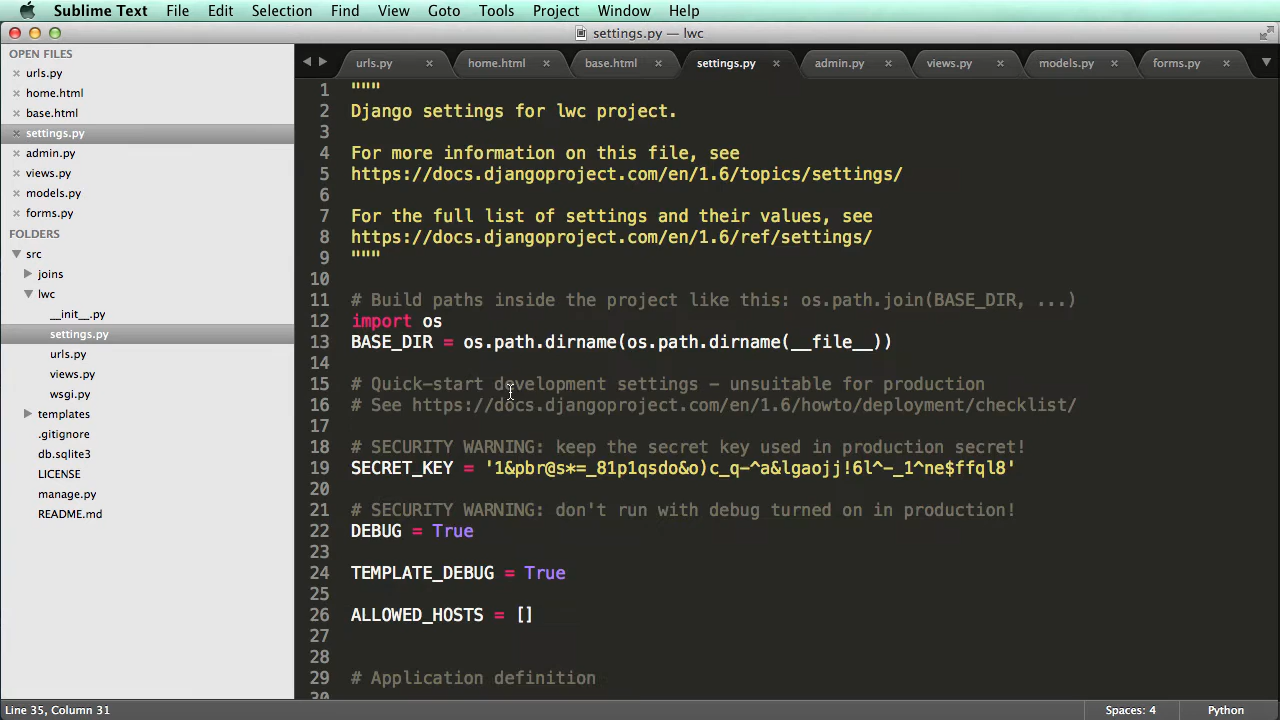 Sublime Text File Edit Selection Find View Goto Tools Project Window Help
settings.py — lwc
OPEN FILES
urls.py
home.html
base.html
settings.py
admin.py
views.py
models.py
forms.py
FOLDERS
src
joins
lwc
__init__.py
settings.py
urls.py
views.py
wsgi.py
templates
.gitignore
db.sqlite3
LICENSE
manage.py
README.md
urls.py home.html base.html settings.py admin.py views.py models.py forms.py
1 """
2 Django settings for lwc project.
3
4 For more information on this file, see
5 https://docs.djangoproject.com/en/1.6/topics/settings/
6
7 For the full list of settings and their values, see
8 https://docs.djangoproject.com/en/1.6/ref/settings/
9 """
10
11 # Build paths inside the project like this: os.path.join(BASE_DIR, ...)
12 import os
13 BASE_DIR = os.path.dirname(os.path.dirname(__file__))
14
15 # Quick-start development settings - unsuitable for production
16 # See https://docs.djangoproject.com/en/1.6/howto/deployment/checklist/
17
18 # SECURITY WARNING: keep the secret key used in production secret!
19 SECRET_KEY = '1&pbr@s*=_81p1qsdo&o)c_q-^a&lgaojj!6l^-_1^ne$ffql8'
20
21 # SECURITY WARNING: don't run with debug turned on in production!
22 DEBUG = True
23
24 TEMPLATE_DEBUG = True
25
26 ALLOWED_HOSTS = []
27
28
29 # Application definition
30
Line 35, Column 31
Spaces: 4
Python